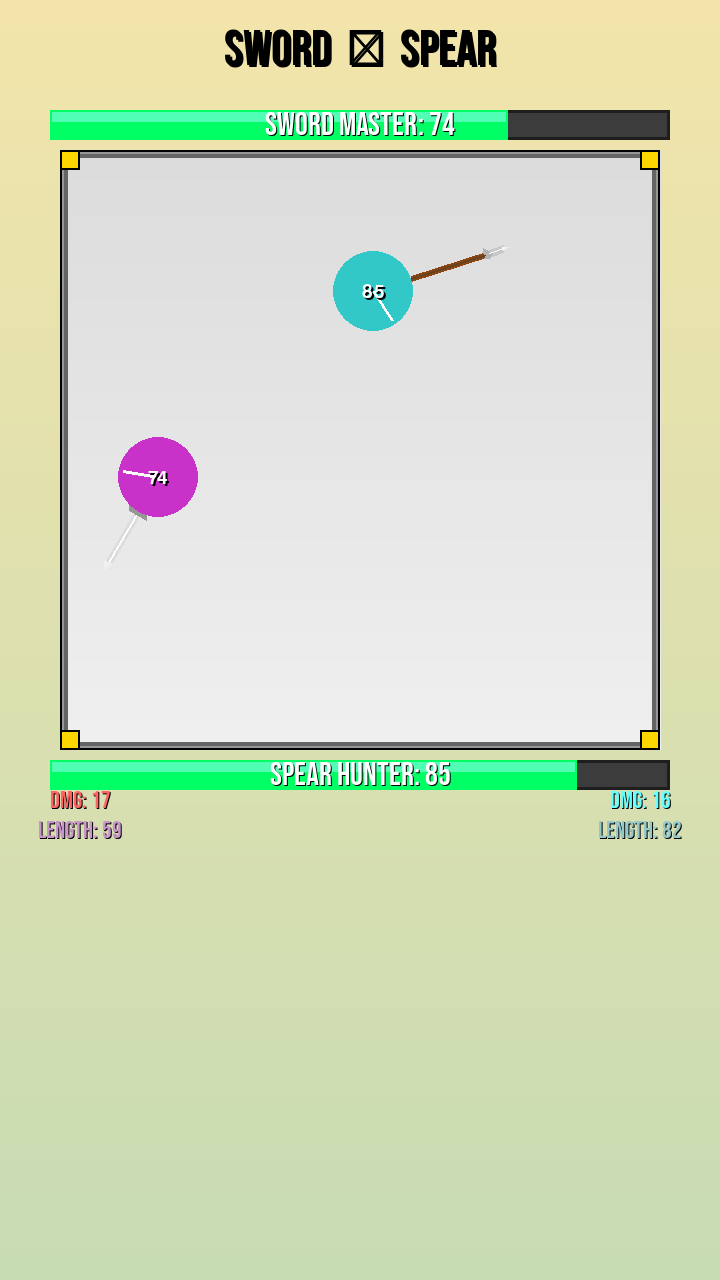 SWORD SPEAR
SWORD MASTER: 74
85
74
SPEAR HUNTER: 85
DMG: 17 DMG: 16
LENGTH: 59 LENGTH: 82